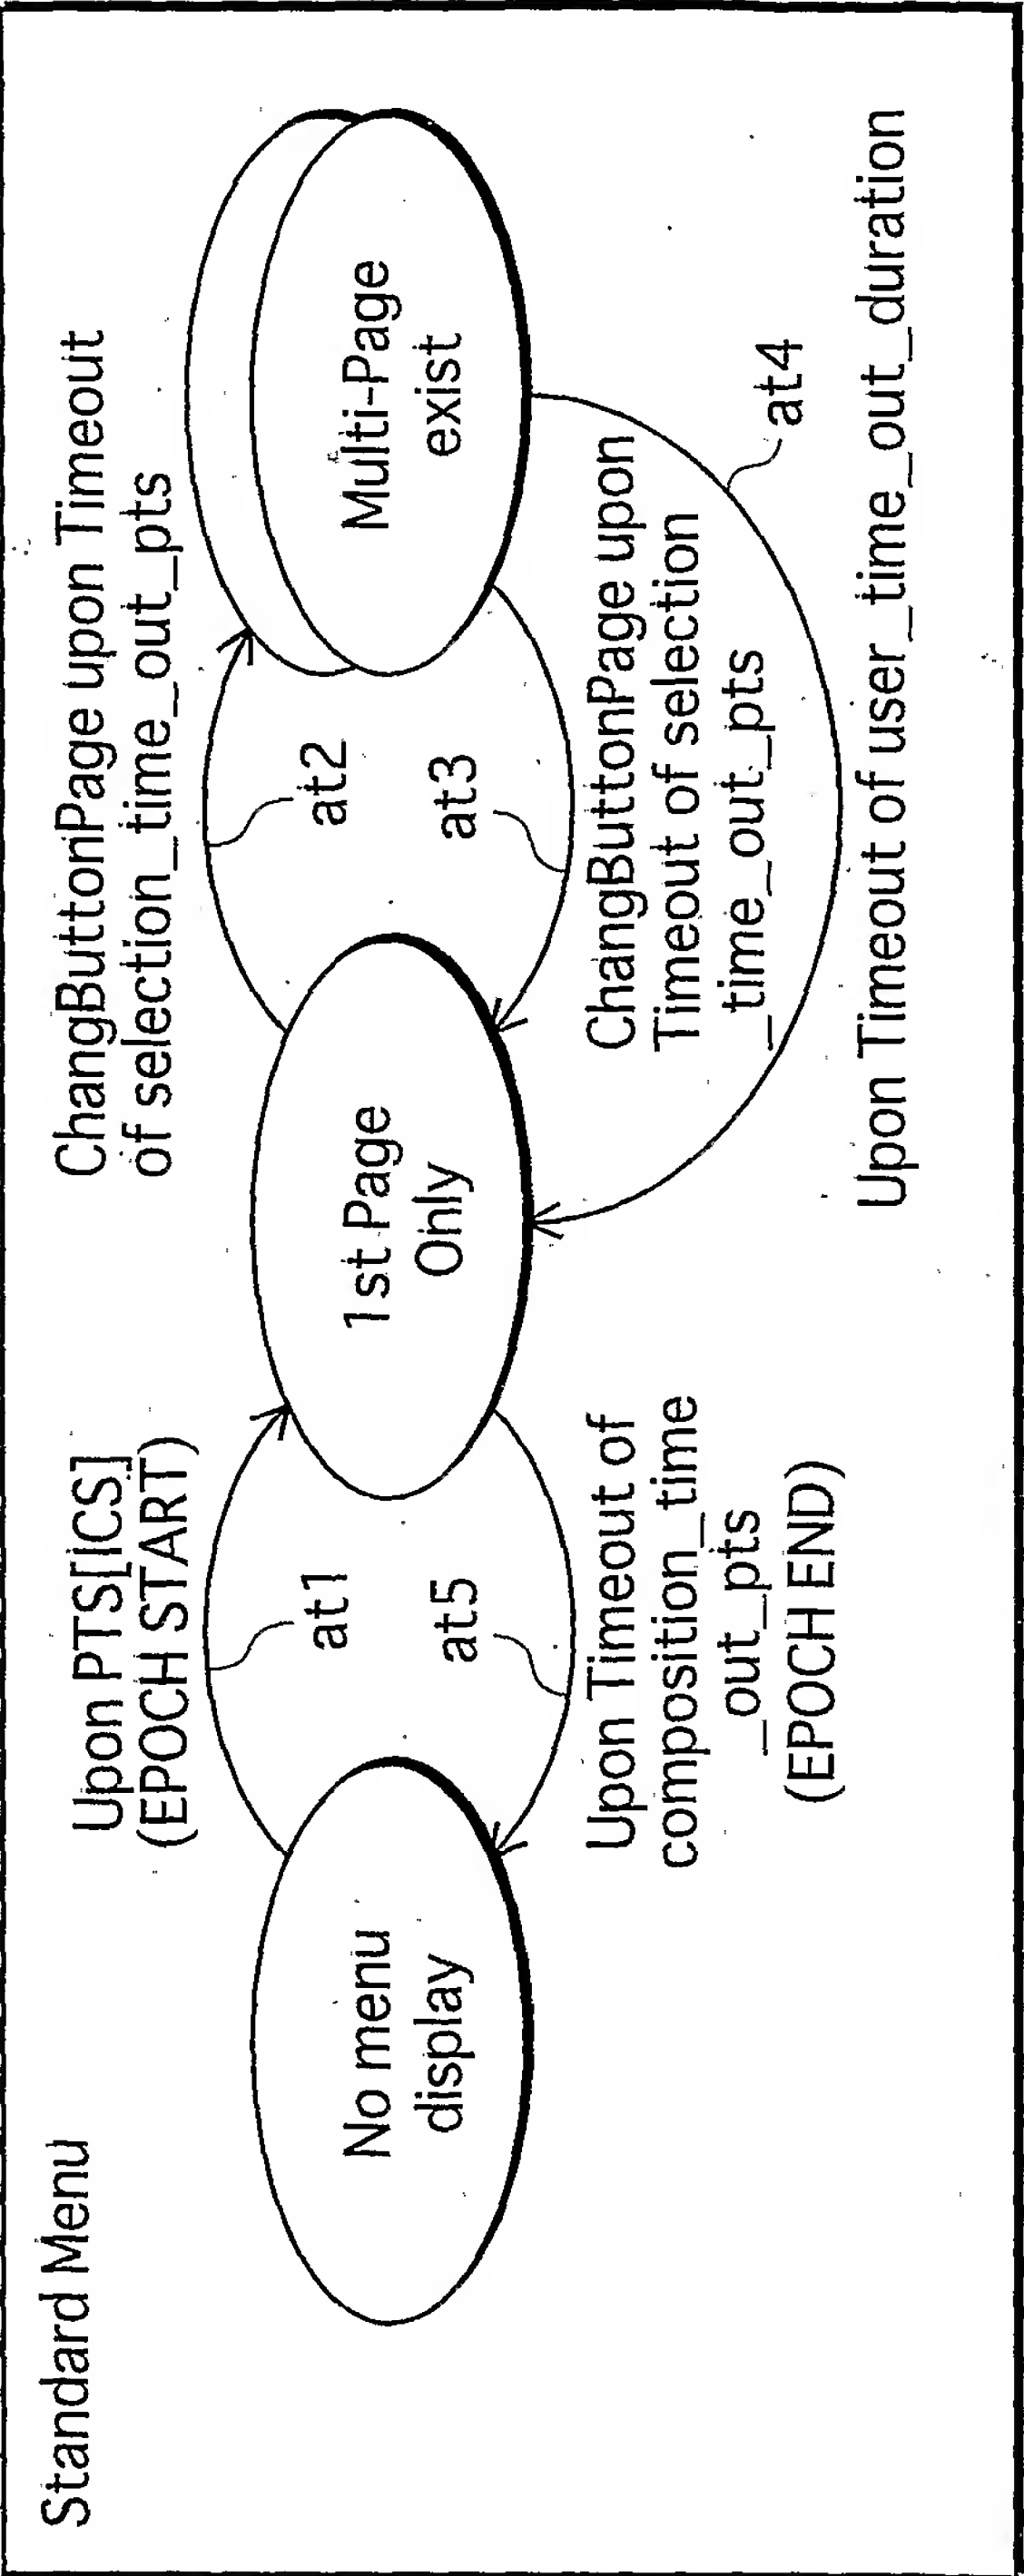 Standard Menu
Upon PTS[ICS]
(EPOCH START)
ChangButtonPage upon Timeout
of selection_time_out_pts
at1
at2
No menu
display
1st Page
Only
Multi-Page
exist
at5
at3
Upon Timeout of
composition_time
_out_pts
(EPOCH END)
ChangButtonPage upon
Timeout of selection
_time_out_pts
at4
Upon Timeout of user_time_out_duration